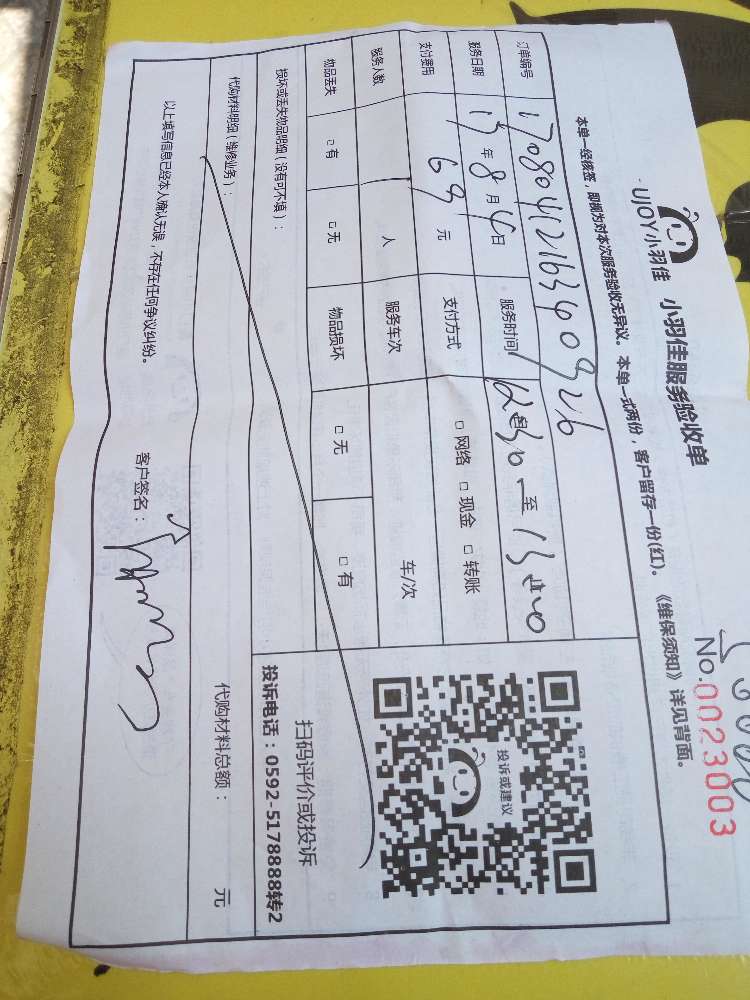 UJOY小羽佳 小羽佳服务验收单
No.0023003
本单一经核签，即视为对本次服务验收无异议。本单一式两份，客户留存一份(红)。《维保须知》详见背面。
订单编号 1708041216340926
服务日期 17年8月4日 服务时间 至
支付费用 69元 支付方式 □ 网络 □ 现金 □ 转账
服务人数 人 服务车次 车/次
物品丢失 □ 有 □ 无 物品损坏 □ 无 □ 有
投诉或建议
扫码评价或投诉
投诉电话：0592-5178888转2
损坏或丢失物品明细（没有可不填）：
代购材料明细（维修业务）： 代购材料总额： 元
以上填写信息已经本人确认无误，不存在任何争议纠纷。 客户签名：